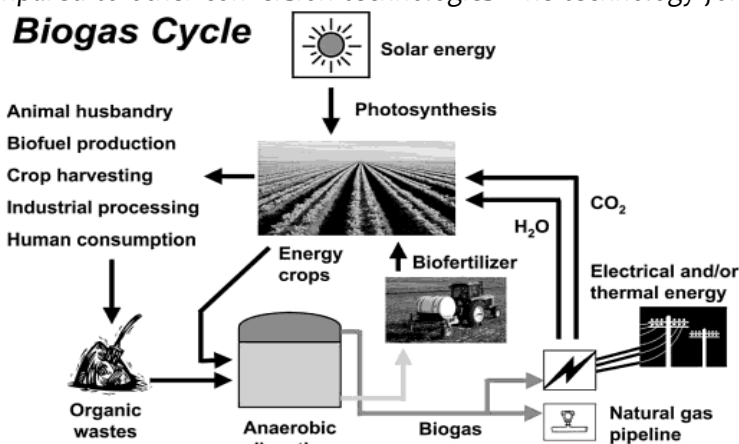 Biogas Cycle
Solar energy
Photosynthesis
Animal husbandry
Biofuel production
Crop harvesting
Industrial processing
Human consumption
CO₂
H₂O
Energy
crops
Biofertilizer
Electrical and/or
thermal energy
Organic
wastes
Anaerobic
Biogas
Natural gas
pipeline